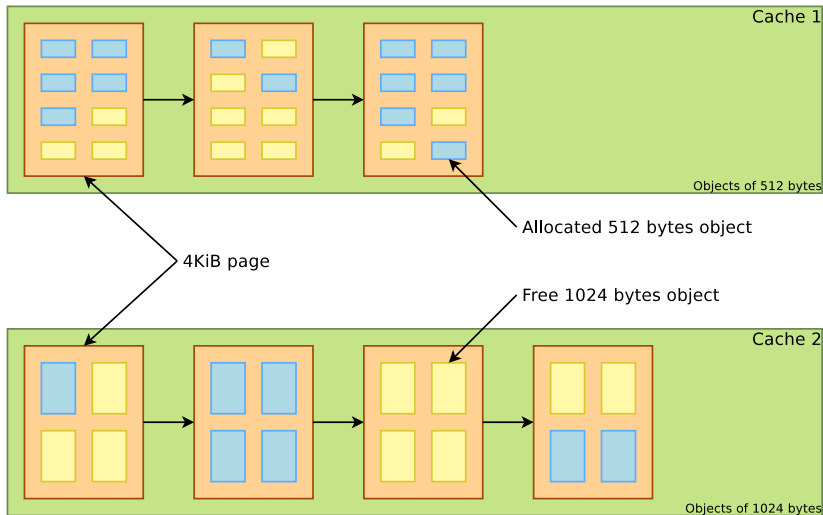 Cache 1
Objects of 512 bytes
Allocated 512 bytes object
4KiB page
Free 1024 bytes object
Cache 2
Objects of 1024 bytes